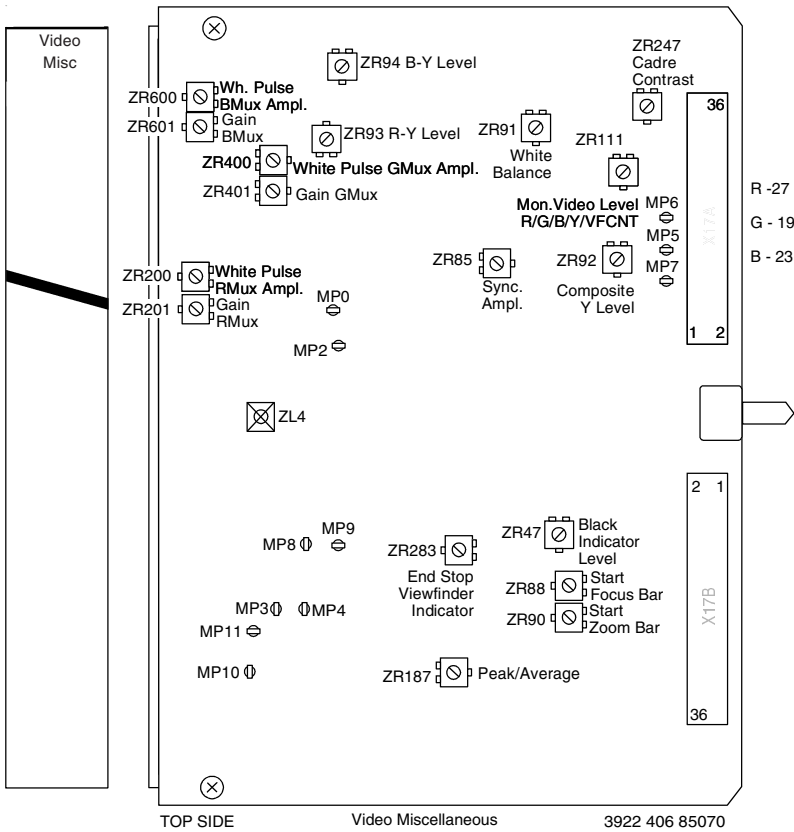 Video
Misc
ZR94 B-Y Level
ZR247
Cadre
Contrast
ZR600
Wh. Pulse
BMux Ampl.
ZR601
Gain
BMux
ZR93 R-Y Level
ZR91
White
Balance
ZR111
36
ZR400
White Pulse GMux Ampl.
ZR401
Gain GMux
Mon.Video Level
R/G/B/Y/VFCNT
MP6
MP5
MP7
X17A
R -27
G - 19
B - 23
ZR85
Sync.
Ampl.
ZR92
Composite
Y Level
ZR200
White Pulse
RMux Ampl.
ZR201
Gain
RMux
MP0
MP2
1 2
ZL4
2 1
MP8
MP9
ZR283
End Stop
Viewfinder
Indicator
ZR47
Black
Indicator
Level
ZR88
Start
Focus Bar
ZR90
Start
Zoom Bar
X17B
MP3
MP4
MP11
MP10
ZR187
Peak/Average
36
TOP SIDE
Video Miscellaneous
3922 406 85070